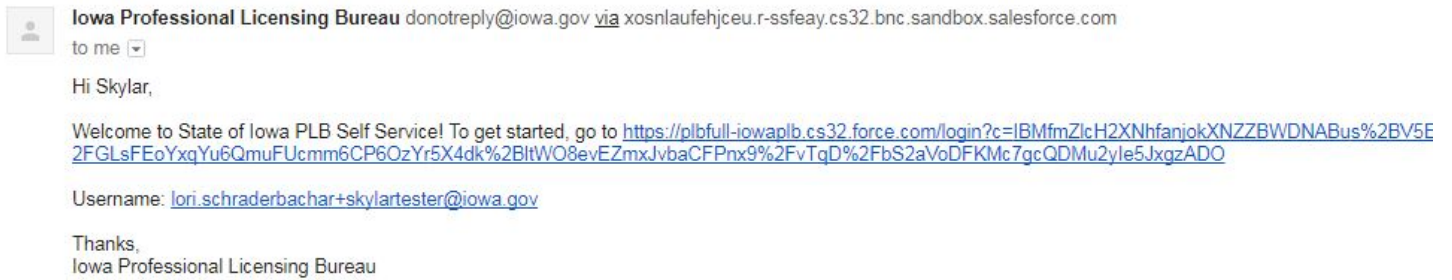 Iowa Professional Licensing Bureau donotreply@iowa.gov via xosnlaufehjceu.r-ssfeay.cs32.bnc.sandbox.salesforce.com
to me
Hi Skylar,
Welcome to State of Iowa PLB Self Service! To get started, go to https://plbfull-iowaplb.cs32.force.com/login?c=IBMfmZlcH2XNhfanjokXNZZBWDNABus%2BV5E
2FGLsFEoYxqYu6QmuFUcmm6CP6OzYr5X4dk%2BltWO8evEZmxJvbaCFPnx9%2FvTqD%2FbS2aVoDFKMc7gcQDMu2yle5JxgzADO
Username: lori.schraderbachar+skylartester@iowa.gov
Thanks,
Iowa Professional Licensing Bureau